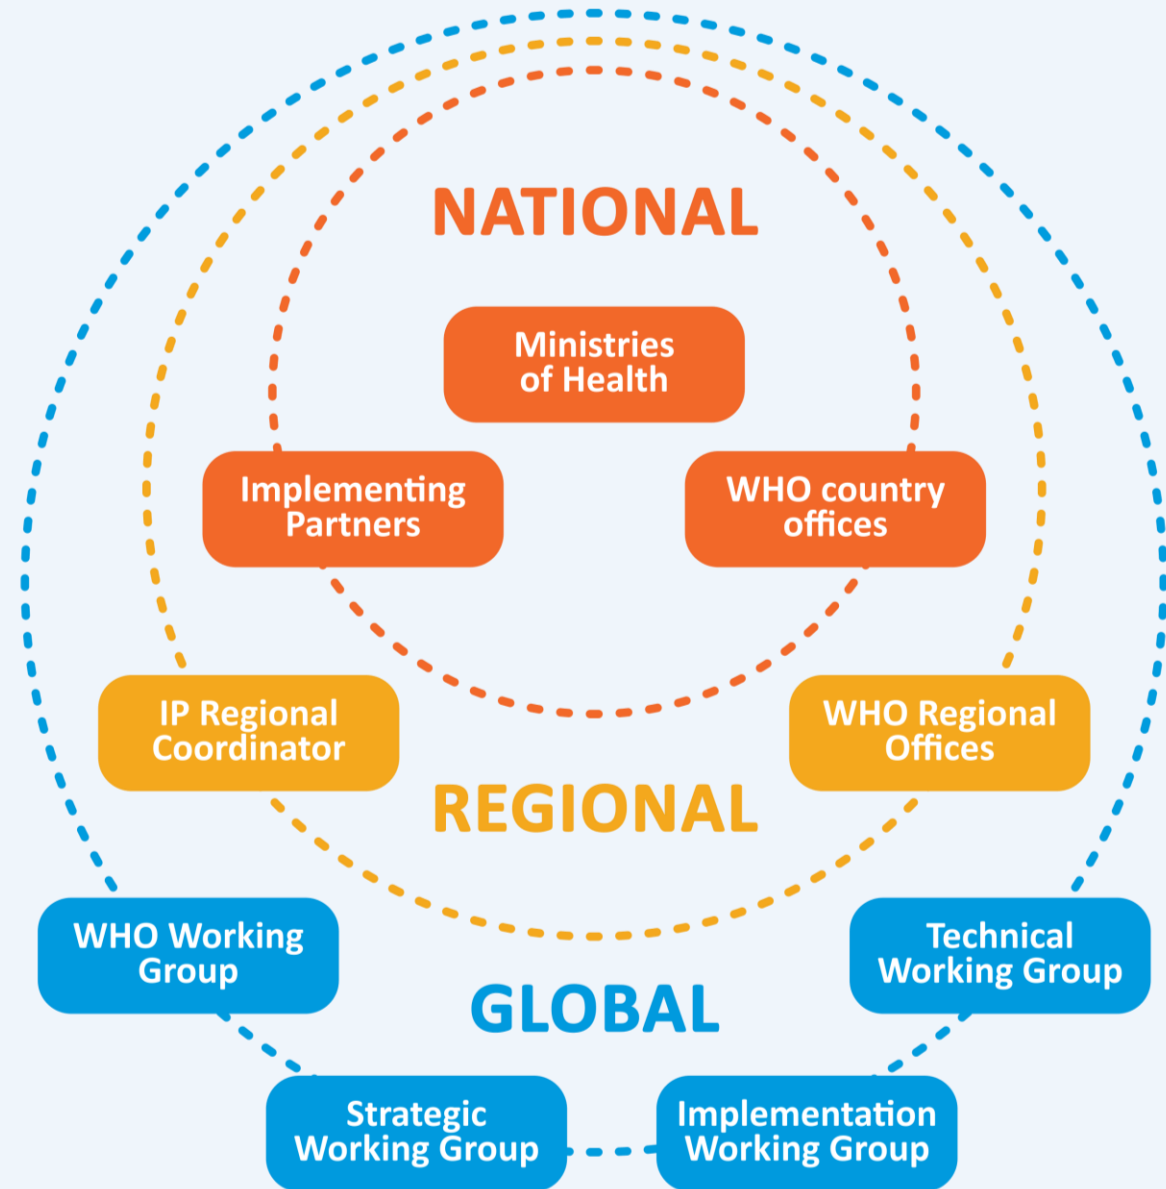 NATIONAL
Ministries
of Health
Implementing
Partners
WHO country
offices
IP Regional
Coordinator
WHO Regional
Offices
REGIONAL
WHO Working
Group
Technical
Working Group
GLOBAL
Strategic
Working Group
Implementation
Working Group